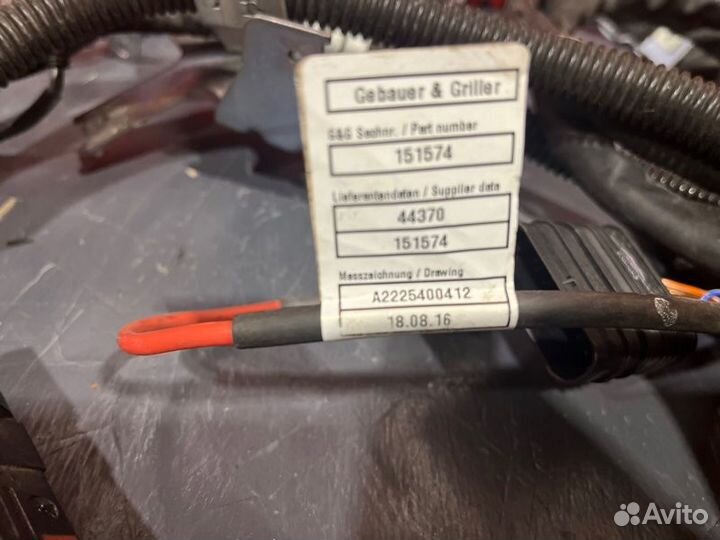 Gebauer & Griller
G&G Sachnr. / Part number
151574
Lieferantendaten / Supplier data
44370
151574
Masszeichnung / Drawing
A2225400412
18.08.16
Avito